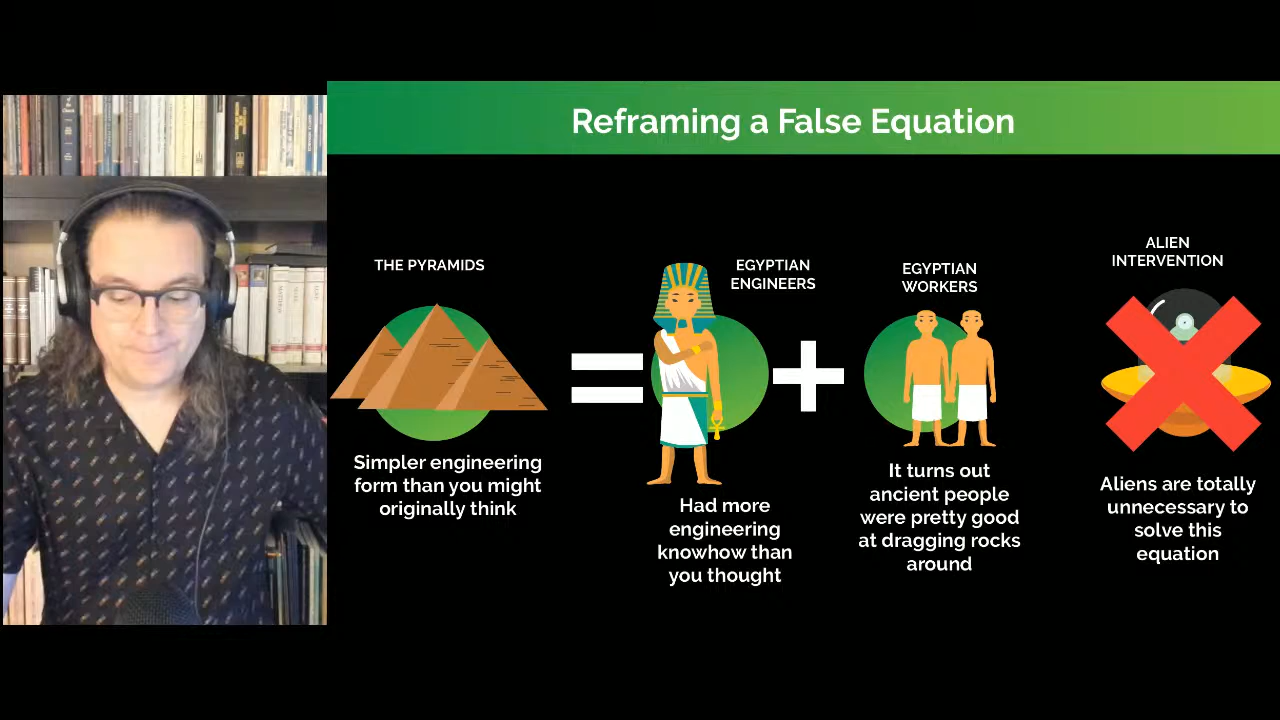 Reframing a False Equation
THE PYRAMIDS
Simpler engineering
form than you might
originally think
EGYPTIAN
ENGINEERS
Had more
engineering
knowhow than
you thought
EGYPTIAN
WORKERS
It turns out
ancient people
were pretty good
at dragging rocks
around
ALIEN
INTERVENTION
Aliens are totally
unnecessary to
solve this
equation